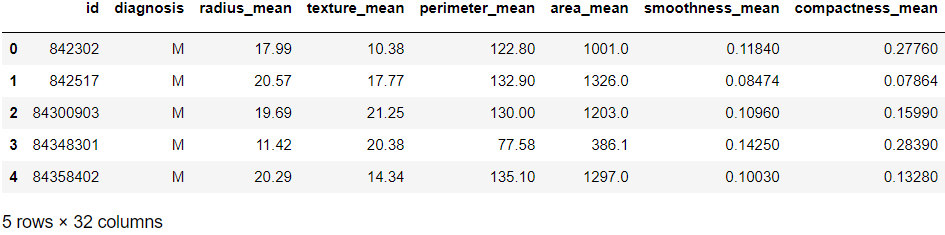 id diagnosis radius_mean texture_mean perimeter_mean area_mean smoothness_mean compactness_mean
0 842302 M 17.99 10.38 122.80 1001.0 0.11840 0.27760
1 842517 M 20.57 17.77 132.90 1326.0 0.08474 0.07864
2 84300903 M 19.69 21.25 130.00 1203.0 0.10960 0.15990
3 84348301 M 11.42 20.38 77.58 386.1 0.14250 0.28390
4 84358402 M 20.29 14.34 135.10 1297.0 0.10030 0.13280
5 rows × 32 columns